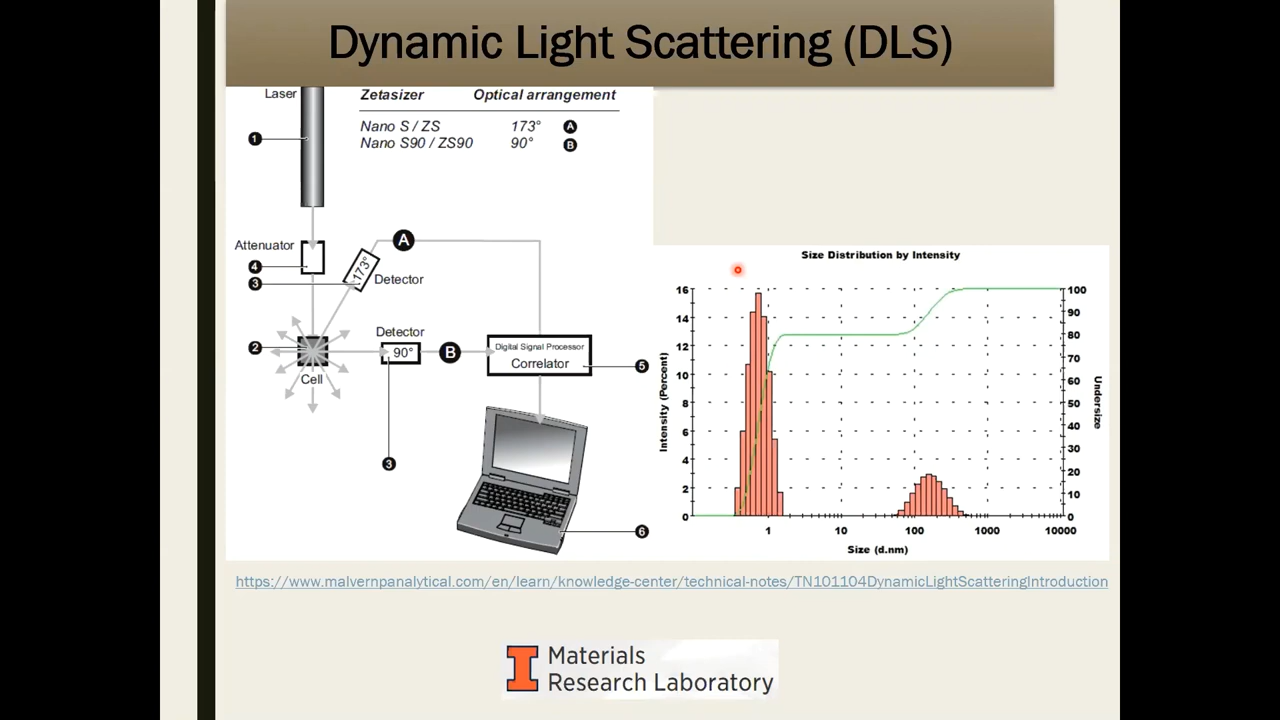 Dynamic Light Scattering (DLS)
Laser
Zetasizer Optical arrangement
1
Nano S / ZS 173° A
Nano S90 / ZS90 90° B
Attenuator
4
3
173°
Detector
A
2
Cell
Detector
90°
B
Digital Signal Processor
Correlator
5
3
6
Size Distribution by Intensity
Intensity (Percent)
16
14
12
10
8
6
4
2
0
100
90
80
70
60
50
40
30
20
10
0
Undersize
1 10 100 1000 10000
Size (d.nm)
https://www.malvernpanalytical.com/en/learn/knowledge-center/technical-notes/TN101104DynamicLightScatteringIntroduction
I Materials
Research Laboratory